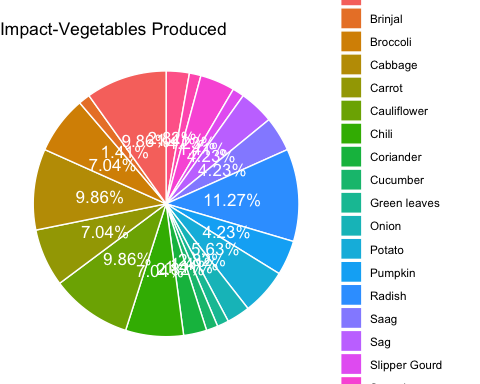 Impact-Vegetables Produced
Brinjal
Broccoli
Cabbage
Carrot
Cauliflower
Chili
Coriander
Cucumber
Green leaves
Onion
Potato
Pumpkin
Radish
Saag
Sag
Slipper Gourd
9.86%
1.41%
7.04%
4.23%
4.23%
9.86%
11.27%
7.04%
4.23%
5.63%
9.86%
7.04%